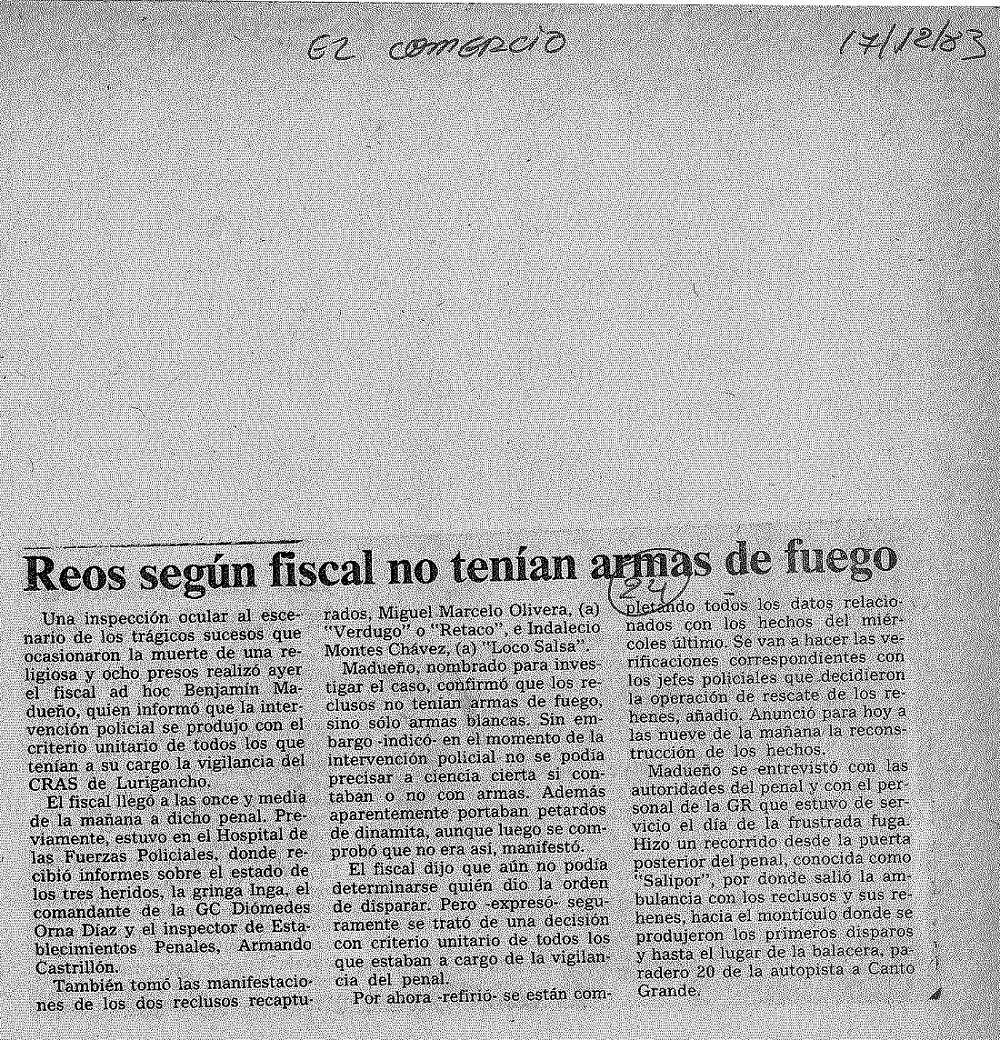 El COMERCIO
17/12/83
Reos según fiscal no tenían armas de fuego
24
Una inspección ocular al esce-
nario de los trágicos sucesos que
ocasionaron la muerte de una re-
ligiosa y ocho presos realizó ayer
el fiscal ad hoc Benjamín Ma-
dueño, quien informó que la inter-
vención policial se produjo con el
criterio unitario de todos los que
tenían a su cargo la vigilancia del
CRAS de Lurigancho.
El fiscal llegó a las once y media
de la mañana a dicho penal. Pre-
viamente, estuvo en el Hospital de
las Fuerzas Policiales, donde re-
cibió informes sobre el estado de
los tres heridos, la gringa Inga, el
comandante de la GC Diómedes
Orna Díaz y el inspector de Esta-
blecimientos Penales, Armando
Castrillón.
También tomó las manifestacio-
nes de los dos reclusos recaptu-
rados, Miguel Marcelo Olivera, (a)
"Verdugo" o "Retaco", e Indalecio
Montes Chávez, (a) "Loco Salsa".
Madueño, nombrado para inves-
tigar el caso, confirmó que los re-
clusos no tenían armas de fuego,
sino sólo armas blancas. Sin em-
bargo -indicó- en el momento de la
intervención policial no se podía
precisar a ciencia cierta si con-
taban o no con armas. Además
aparentemente portaban petardos
de dinamita, aunque luego se com-
probó que no era así, manifestó.
El fiscal dijo que aún no podía
determinarse quién dio la orden
de disparar. Pero -expresó- segu-
ramente se trató de una decisión
con criterio unitario de todos los
que estaban a cargo de la vigilan-
cia del penal.
Por ahora -refirió- se están com-
pletando todos los datos relacio-
nados con los hechos del miér-
coles último. Se van a hacer las ve-
rificaciones correspondientes con
los jefes policiales que decidieron
la operación de rescate de los re-
henes, añadió. Anunció para hoy a
las nueve de la mañana la recons-
trucción de los hechos.
Madueño se entrevistó con las
autoridades del penal y con el per-
sonal de la GR que estuvo de ser-
vicio el día de la frustrada fuga.
Hizo un recorrido desde la puerta
posterior del penal, conocida como
"Salipor", por donde salió la am-
bulancia con los reclusos y sus re-
henes, hacia el montículo donde se
produjeron los primeros disparos
y hasta el lugar de la balacera, pa-
radero 20 de la autopista a Canto
Grande.